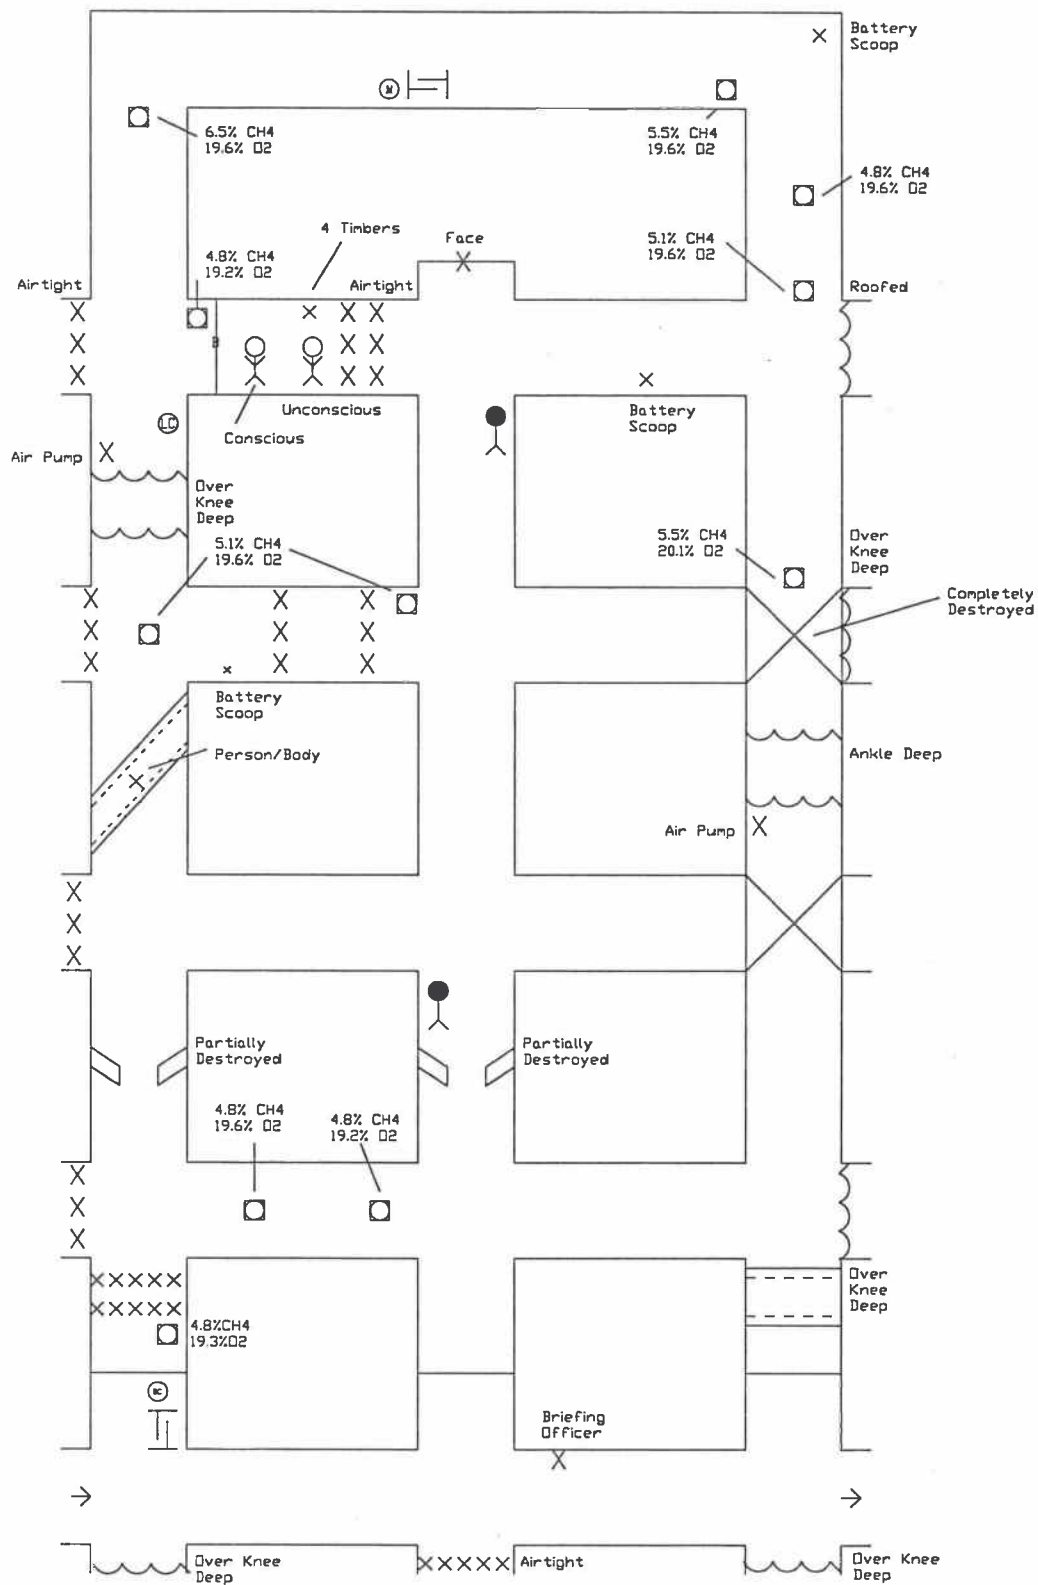 Battery
Scoop
6.5% CH4
19.6% O2
5.5% CH4
19.6% O2
4.8% CH4
19.6% O2
4 Timbers
Face
5.1% CH4
19.6% O2
4.8% CH4
19.2% O2
Airtight
Airtight
Roofed
B
Unconscious
Conscious
Battery
Scoop
LC
Air Pump
Over
Knee
Deep
5.1% CH4
19.6% O2
5.5% CH4
20.1% O2
Over
Knee
Deep
Completely
Destroyed
Battery
Scoop
Person/Body
Ankle Deep
Air Pump
Partially
Destroyed
Partially
Destroyed
4.8% CH4
19.6% O2
4.8% CH4
19.2% O2
Over
Knee
Deep
4.8%CH4
19.3%O2
Briefing
Officer
Over Knee
Deep
Airtight
Over Knee
Deep